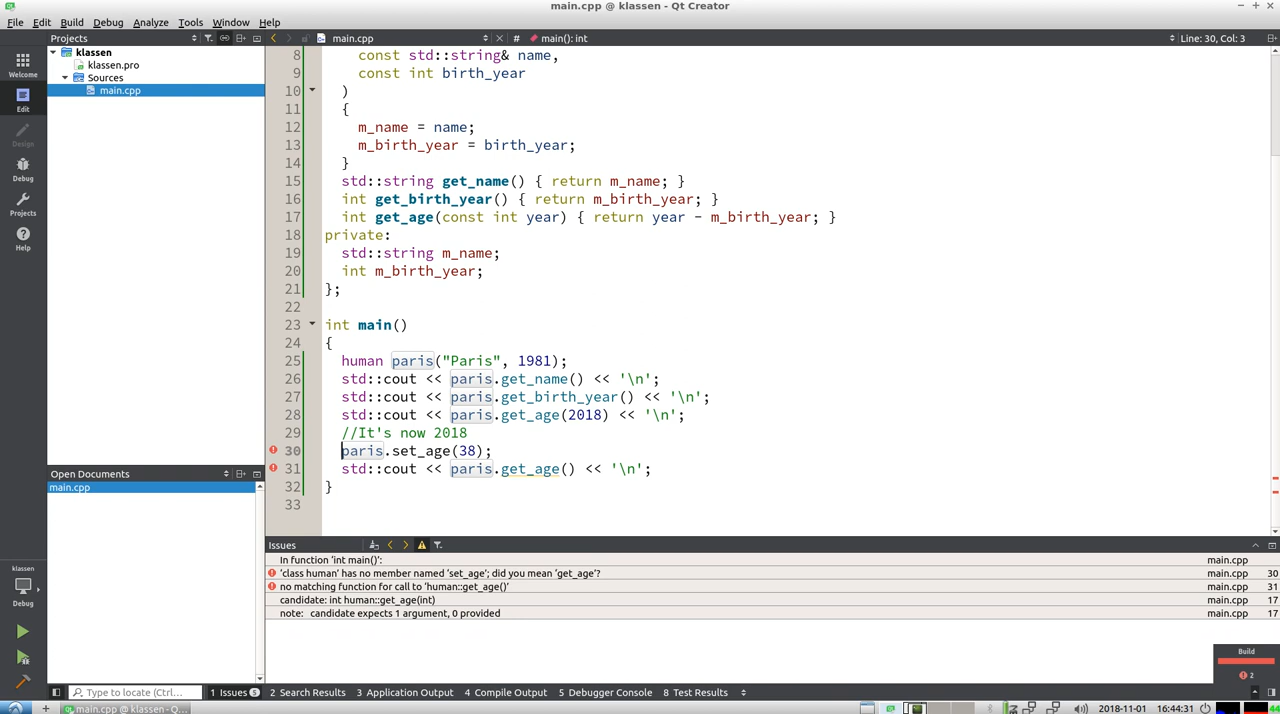 main.cpp @ klassen - Qt Creator
File Edit Build Debug Analyze Tools Window Help
Projects
main.cpp
# main(): int
Line: 30, Col: 3
Welcome
Edit
Design
Debug
Projects
Help
klassen
klassen.pro
Sources
main.cpp
8 const std::string& name,
9 const int birth_year
10 )
11 {
12 m_name = name;
13 m_birth_year = birth_year;
14 }
15 std::string get_name() { return m_name; }
16 int get_birth_year() { return m_birth_year; }
17 int get_age(const int year) { return year - m_birth_year; }
18 private:
19 std::string m_name;
20 int m_birth_year;
21 };
22
23 int main()
24 {
25 human paris("Paris", 1981);
26 std::cout << paris.get_name() << '\n';
27 std::cout << paris.get_birth_year() << '\n';
28 std::cout << paris.get_age(2018) << '\n';
29 //It's now 2018
30 paris.set_age(38);
31 std::cout << paris.get_age() << '\n';
32 }
33
Open Documents
main.cpp
klassen
Debug
Issues
In function 'int main()': main.cpp
'class human' has no member named 'set_age'; did you mean 'get_age'? main.cpp 30
no matching function for call to 'human::get_age()' main.cpp 31
candidate: int human::get_age(int) main.cpp 17
note: candidate expects 1 argument, 0 provided main.cpp 17
Build
2
Type to locate (Ctrl...
1 Issues 5 2 Search Results 3 Application Output 4 Compile Output 5 Debugger Console 8 Test Results
main.cpp @ klassen - Q...
2018-11-01 16:44:31